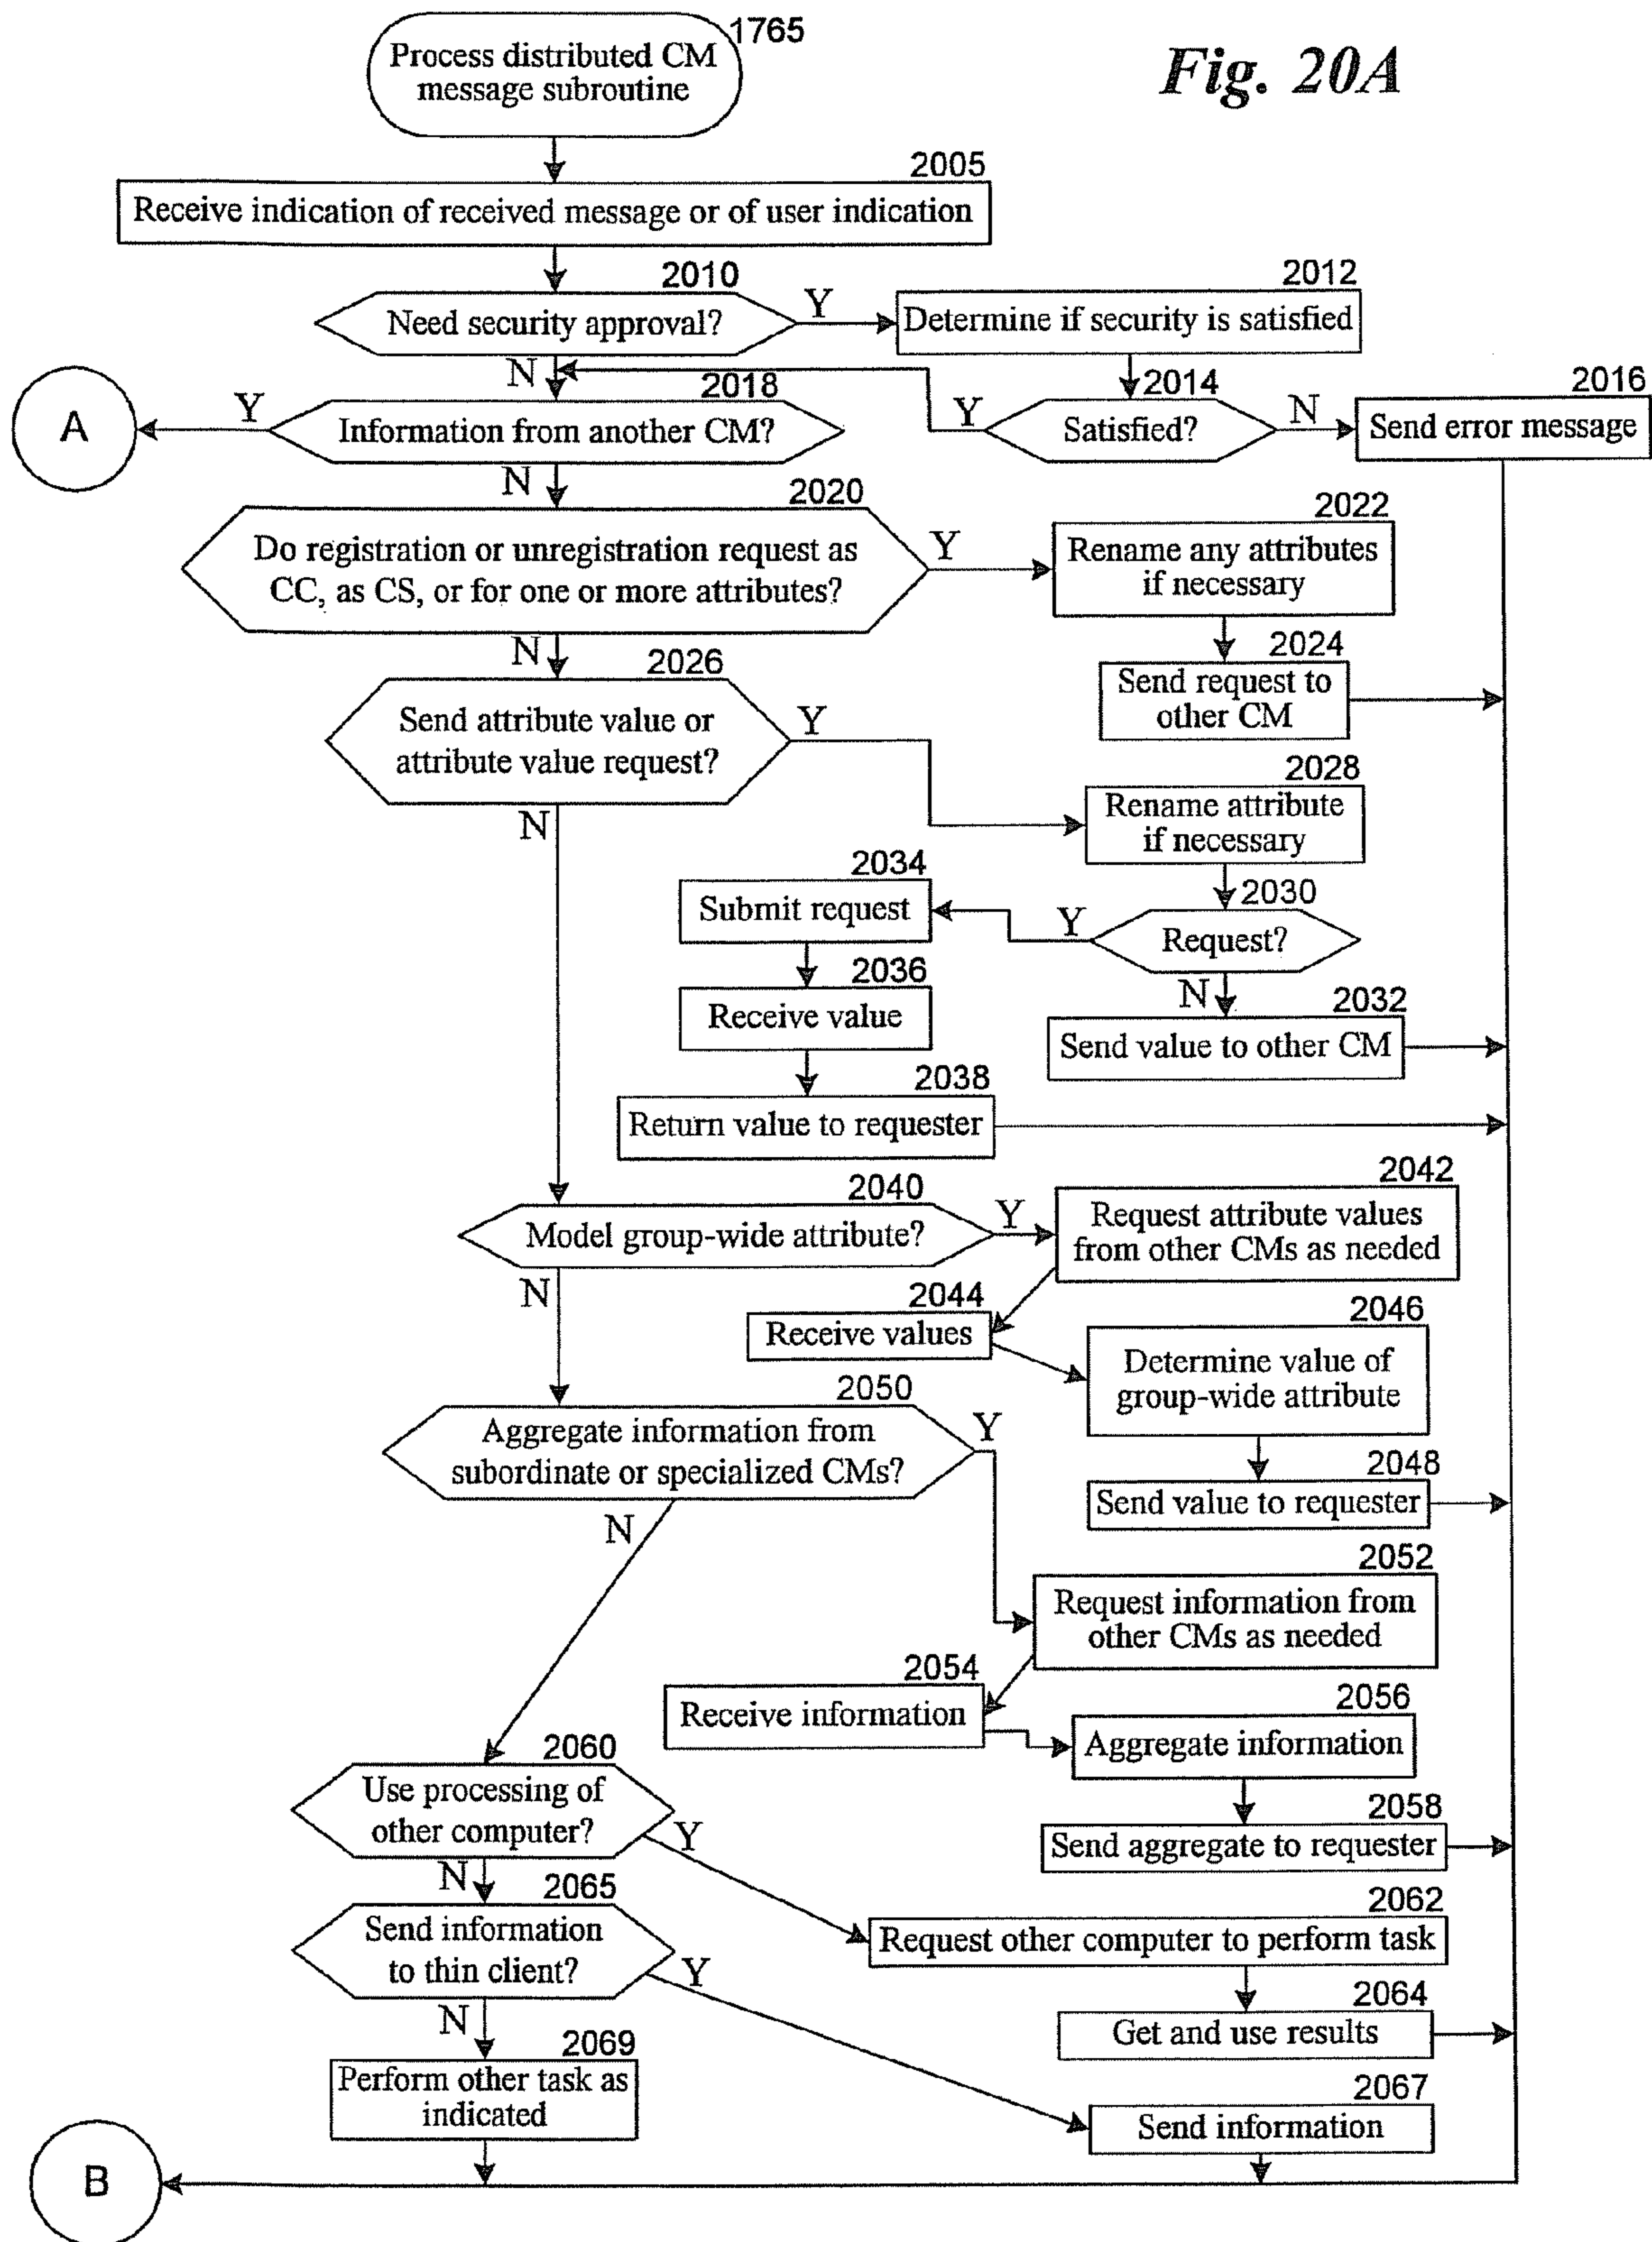 Fig. 20A
1765
Process distributed CM
message subroutine
2005
Receive indication of received message or of user indication
2010
Need security approval?
Y
N
2012
Determine if security is satisfied
2014
Satisfied?
Y
N
2016
Send error message
2018
Information from another CM?
Y
A
N
2020
Do registration or unregistration request as
CC, as CS, or for one or more attributes?
Y
N
2022
Rename any attributes
if necessary
2024
Send request to
other CM
2026
Send attribute value or
attribute value request?
Y
N
2028
Rename attribute
if necessary
2030
Request?
Y
N
2034
Submit request
2036
Receive value
2032
Send value to other CM
2038
Return value to requester
2040
Model group-wide attribute?
Y
N
2042
Request attribute values
from other CMs as needed
2044
Receive values
2046
Determine value of
group-wide attribute
2048
Send value to requester
2050
Aggregate information from
subordinate or specialized CMs?
Y
N
2052
Request information from
other CMs as needed
2054
Receive information
2056
Aggregate information
2058
Send aggregate to requester
2060
Use processing of
other computer?
Y
N
2062
Request other computer to perform task
2064
Get and use results
2065
Send information
to thin client?
Y
N
2067
Send information
2069
Perform other task as
indicated
B